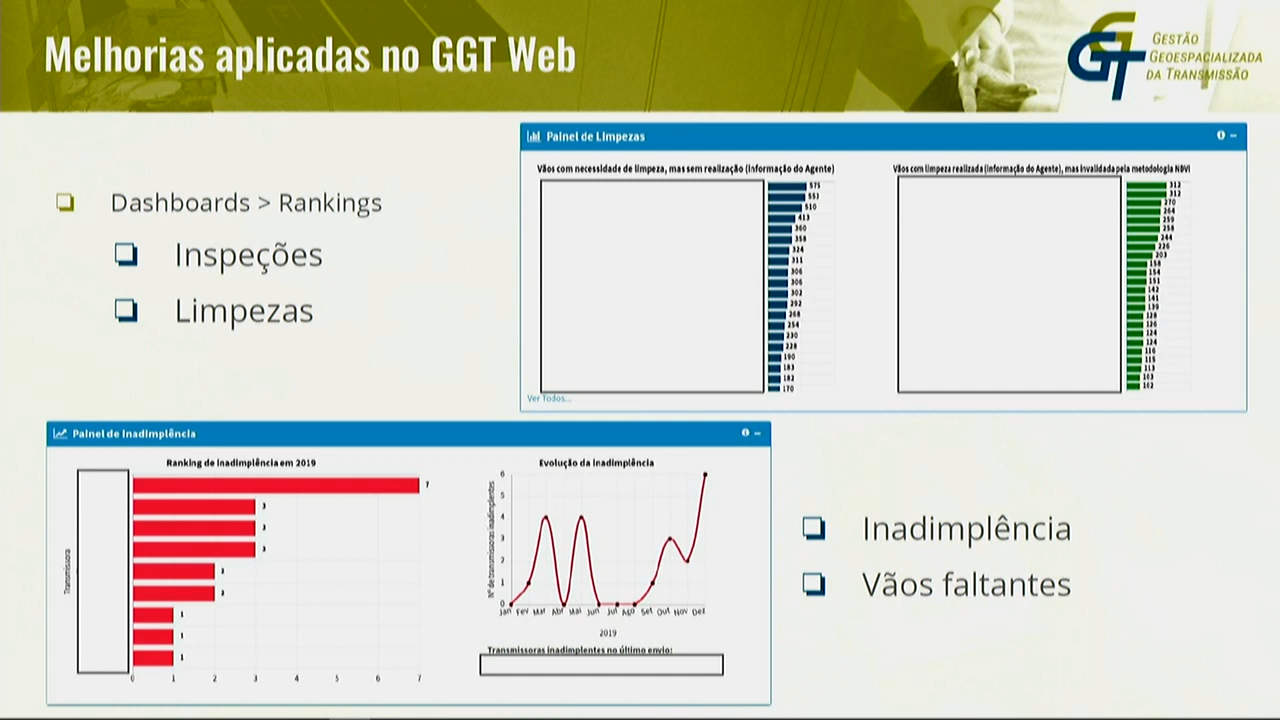 Melhorias aplicadas no GGT Web
GGT
GESTÃO
GEOESPACIALIZADA
DA TRANSMISSÃO
Dashboards > Rankings
Inspeções
Limpezas
Painel de Limpezas
Vãos com necessidade de limpeza, mas sem realização (Informação do Agente)
575
553
510
413
360
358
324
311
306
306
302
292
268
254
230
228
190
183
182
170
Ver Todos...
Vãos com limpeza realizada (informação do Agente), mas invalidada pela metodologia NDVI
312
312
270
264
259
258
244
226
203
158
154
151
142
141
139
128
126
124
124
116
115
113
103
102
Painel de Inadimplência
Ranking de inadimplência em 2019
Transmissora
7
3
3
3
2
2
1
1
1
0 1 2 3 4 5 6 7
Evolução da inadimplência
Nº de transmissoras inadimplentes
6
5
4
3
2
1
0
Jan Fev Mar Abr Mai Jun Jul Ago Set Out Nov Dez
2019
Transmissoras inadimplentes no último envio:
Inadimplência
Vãos faltantes